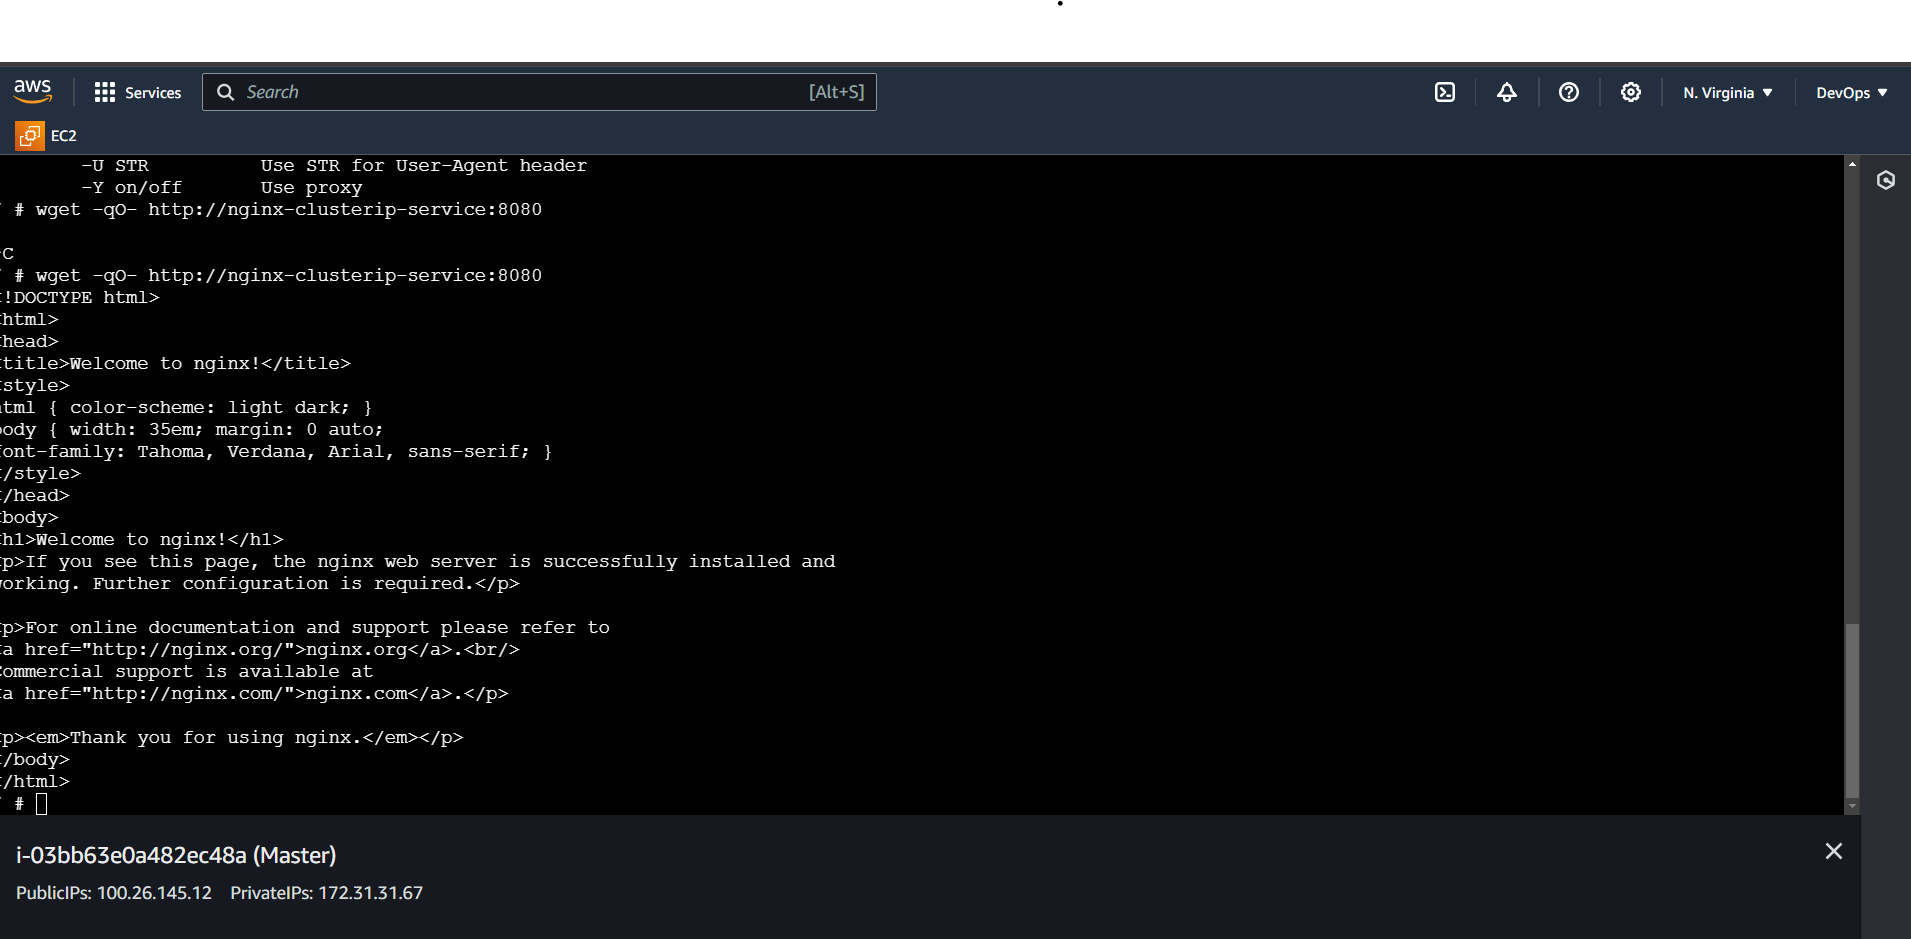 aws
Services
Search
[Alt+S]
N. Virginia
DevOps
EC2
-U STR Use STR for User-Agent header
-Y on/off Use proxy
# wget -qO- http://nginx-clusterip-service:8080
C
# wget -qO- http://nginx-clusterip-service:8080
!DOCTYPE html>
html>
head>
title>Welcome to nginx!</title>
style>
tml { color-scheme: light dark; }
ody { width: 35em; margin: 0 auto;
ont-family: Tahoma, Verdana, Arial, sans-serif; }
/style>
/head>
body>
h1>Welcome to nginx!</h1>
p>If you see this page, the nginx web server is successfully installed and
orking. Further configuration is required.</p>
p>For online documentation and support please refer to
a href="http://nginx.org/">nginx.org</a>.<br/>
ommercial support is available at
a href="http://nginx.com/">nginx.com</a>.</p>
p><em>Thank you for using nginx.</em></p>
/body>
/html>
#
i-03bb63e0a482ec48a (Master)
PublicIPs: 100.26.145.12 PrivateIPs: 172.31.31.67